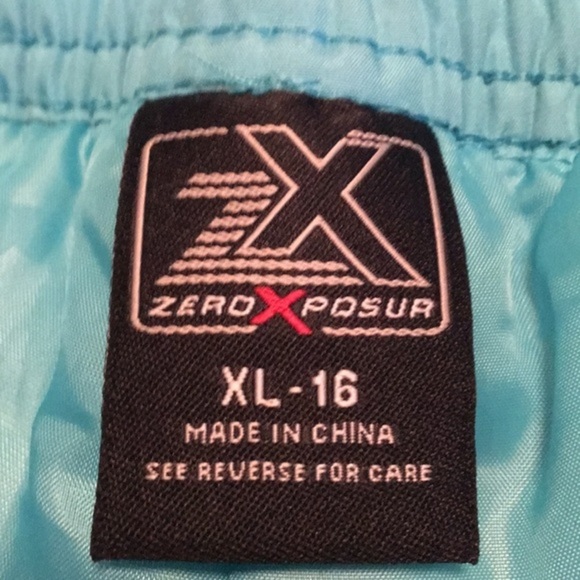 ZX
ZEROXPOSUR
XL-16
MADE IN CHINA
SEE REVERSE FOR CARE